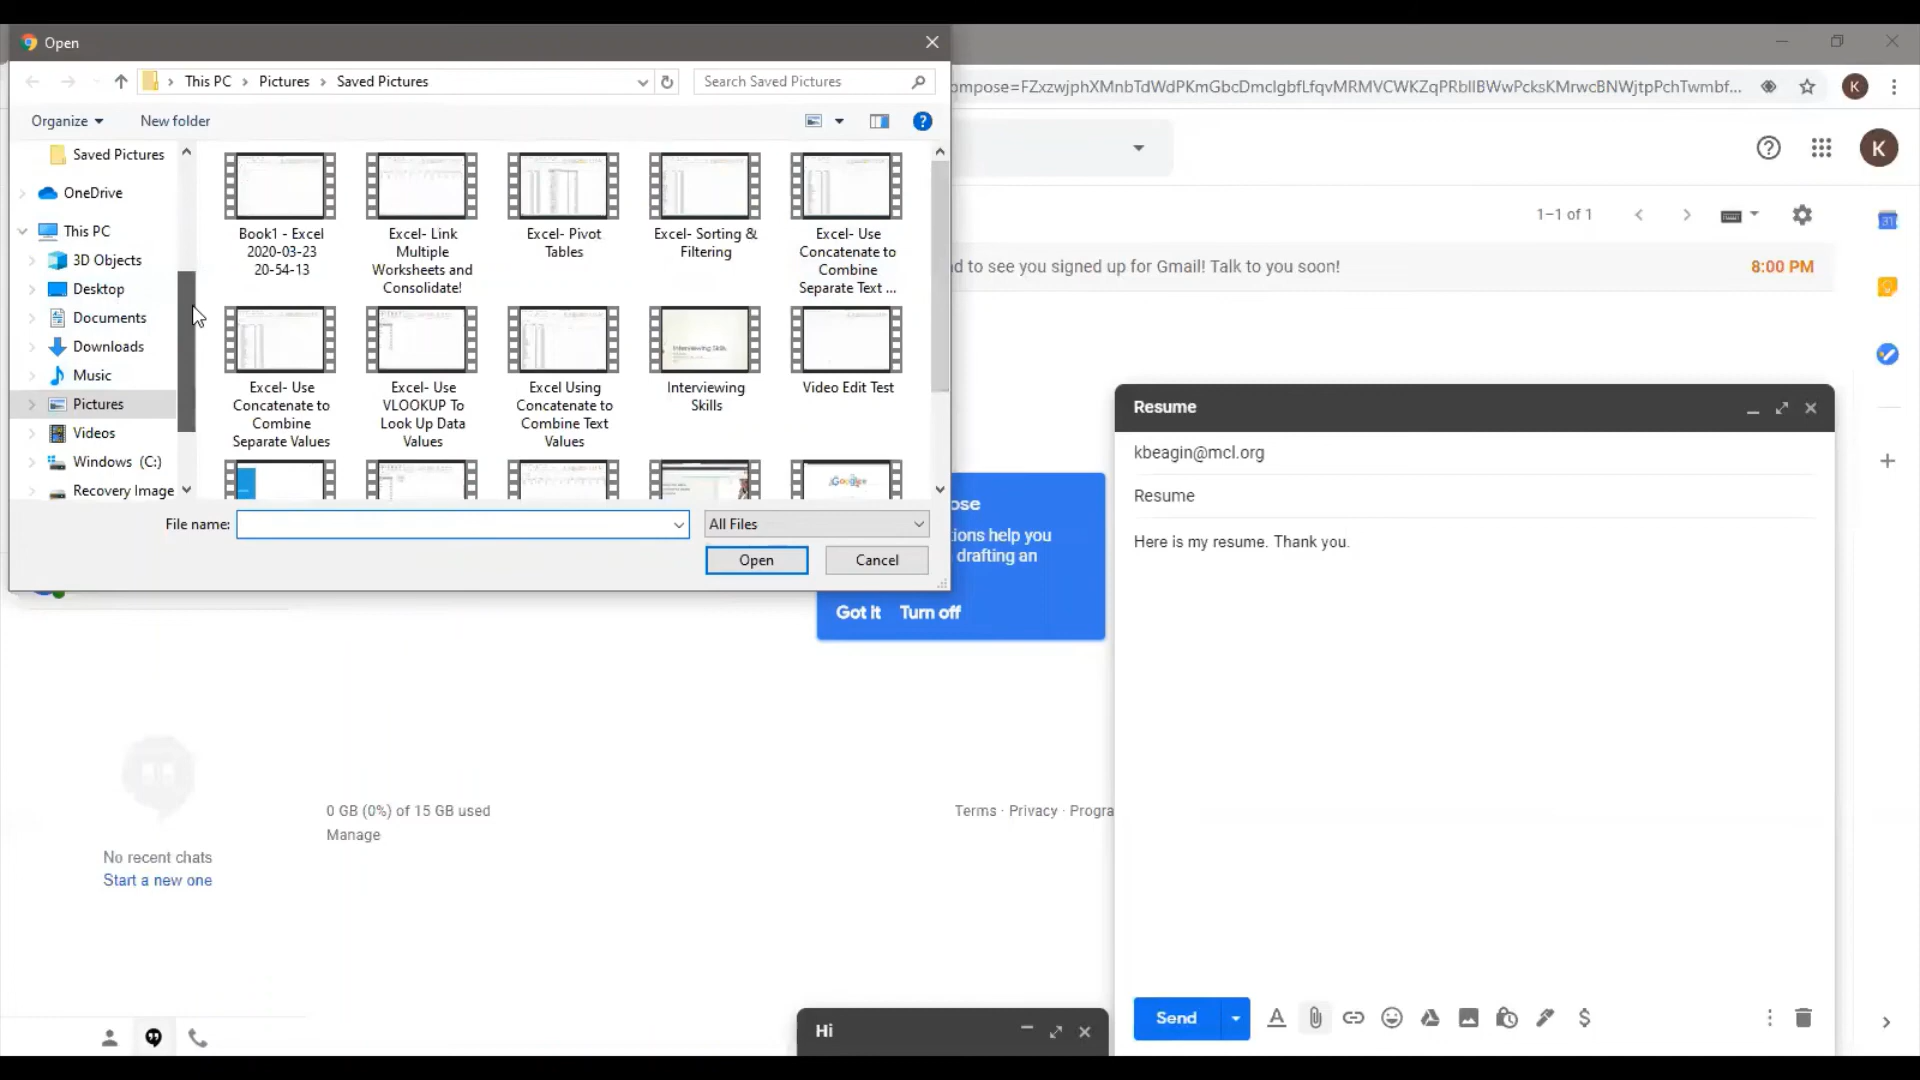 Open
This PC
Pictures
Saved Pictures
Search Saved Pictures
Organize
New folder
Saved Pictures
OneDrive
This PC
3D Objects
Desktop
Documents
Downloads
Music
Pictures
Videos
Windows (C:)
Recovery Image
Book1 - Excel
2020-03-23
20-54-13
Excel- Link
Multiple
Worksheets and
Consolidate!
Excel- Pivot
Tables
Excel- Sorting &
Filtering
Excel- Use
Concatenate to
Combine
Separate Text ...
Excel- Use
Concatenate to
Combine
Separate Values
Excel- Use
VLOOKUP To
Look Up Data
Values
Excel Using
Concatenate to
Combine Text
Values
Interviewing Skills
Interviewing
Skills
Video Edit Test
File name:
All Files
Open
Cancel
K
K
1–1 of 1
d to see you signed up for Gmail! Talk to you soon!
8:00 PM
31
ose
ions help you
drafting an
Got it
Turn off
Resume
kbeagin@mcl.org
Resume
Here is my resume. Thank you.
0 GB (0%) of 15 GB used
Manage
Terms · Privacy · Progra
No recent chats
Start a new one
Hi
Send